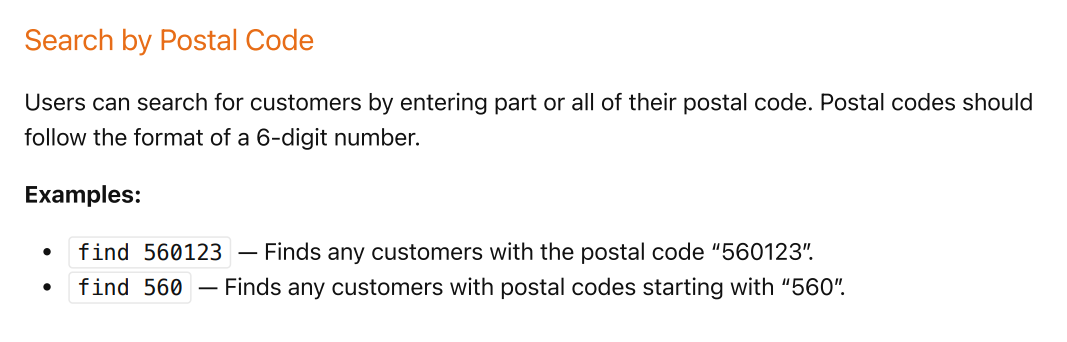 Search by Postal Code
Users can search for customers by entering part or all of their postal code. Postal codes should
follow the format of a 6-digit number.
Examples:
• find 560123 — Finds any customers with the postal code “560123”.
• find 560 — Finds any customers with postal codes starting with “560”.